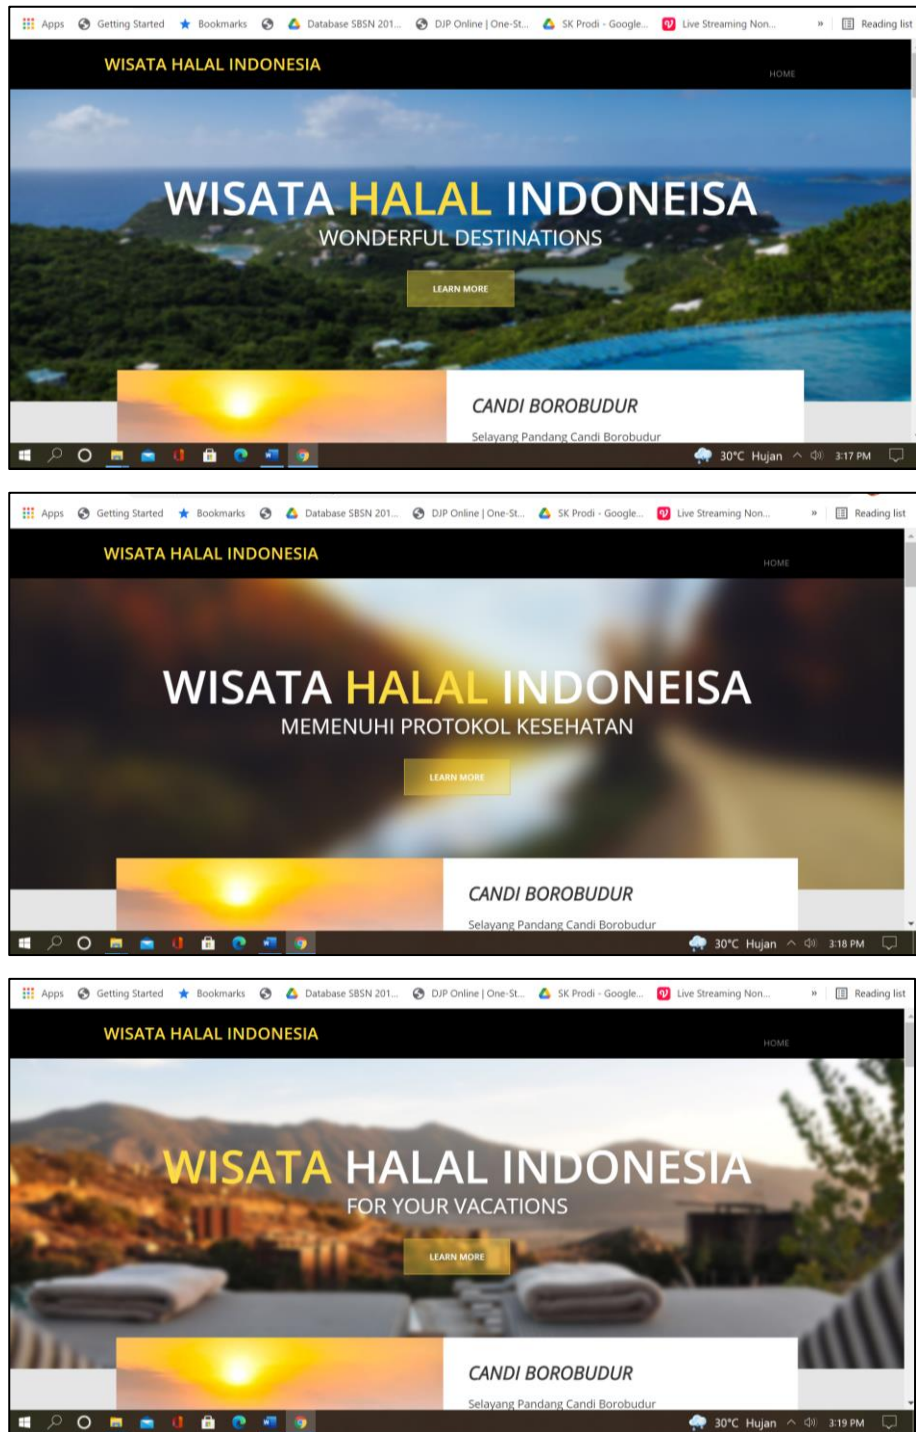 Apps Getting Started Bookmarks Database SBSN 201... DJP Online | One-St... SK Prodi - Google... Live Streaming Non... » Reading list
WISATA HALAL INDONESIA
HOME
WISATA HALAL INDONEISA
WONDERFUL DESTINATIONS
LEARN MORE
CANDI BOROBUDUR
Selayang Pandang Candi Borobudur
30°C Hujan 3:17 PM
Apps Getting Started Bookmarks Database SBSN 201... DJP Online | One-St... SK Prodi - Google... Live Streaming Non... » Reading list
WISATA HALAL INDONESIA
HOME
WISATA HALAL INDONEISA
MEMENUHI PROTOKOL KESEHATAN
LEARN MORE
CANDI BOROBUDUR
Selayang Pandang Candi Borobudur
30°C Hujan 3:18 PM
Apps Getting Started Bookmarks Database SBSN 201... DJP Online | One-St... SK Prodi - Google... Live Streaming Non... » Reading list
WISATA HALAL INDONESIA
HOME
WISATA HALAL INDONESIA
FOR YOUR VACATIONS
LEARN MORE
CANDI BOROBUDUR
Selayang Pandang Candi Borobudur
30°C Hujan 3:19 PM